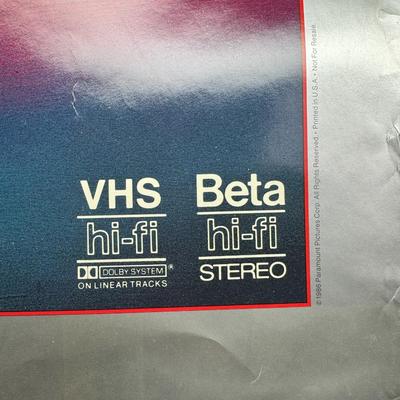 VHS
hi-fi
DOLBY SYSTEM®
ON LINEAR TRACKS
Beta
hi-fi
STEREO
© 1986 Paramount Pictures Corp. All Rights Reserved. • Printed in U.S.A. • Not For Resale.